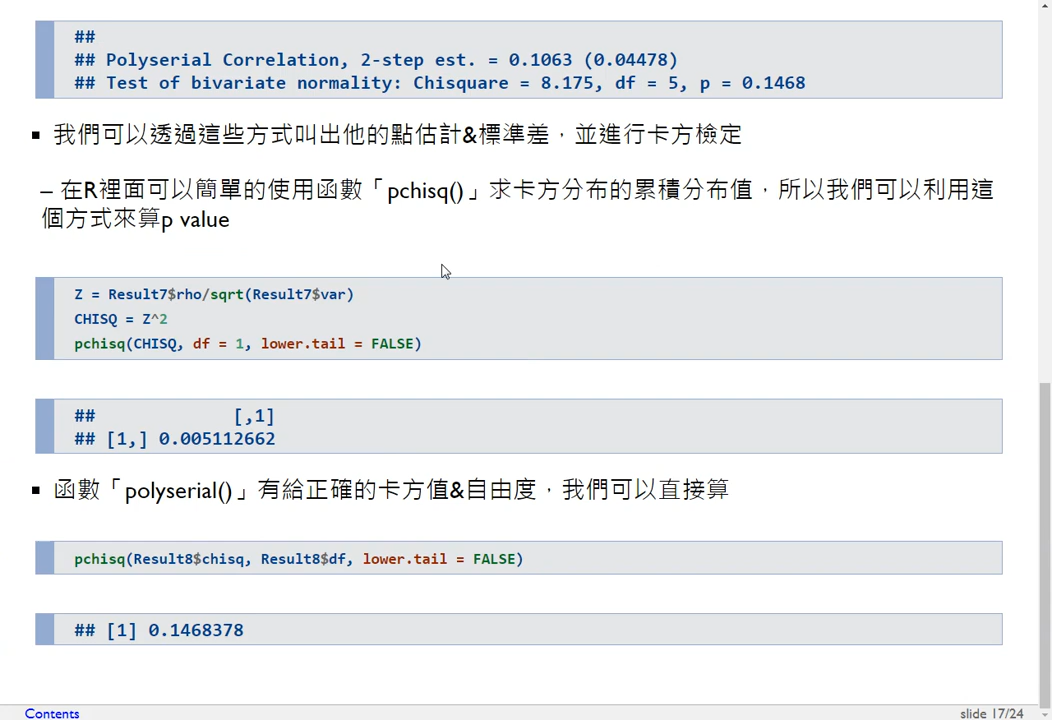 ##
## Polyserial Correlation, 2-step est. = 0.1063 (0.04478)
## Test of bivariate normality: Chisquare = 8.175, df = 5, p = 0.1468
▪ 我們可以透過這些方式叫出他的點估計&標準差，並進行卡方檢定
– 在R裡面可以簡單的使用函數「pchisq()」求卡方分布的累積分布值，所以我們可以利用這
個方式來算p value
Z = Result7$rho/sqrt(Result7$var)
CHISQ = Z^2
pchisq(CHISQ, df = 1, lower.tail = FALSE)
## [,1]
## [1,] 0.005112662
▪ 函數「polyserial()」有給正確的卡方值&自由度，我們可以直接算
pchisq(Result8$chisq, Result8$df, lower.tail = FALSE)
## [1] 0.1468378
Contents
slide 17/24